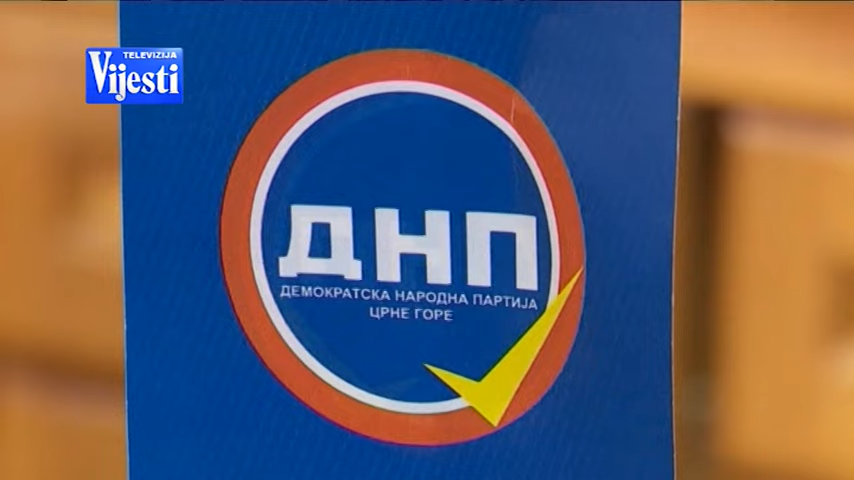 TELEVIZIJA
Vijesti
ДНП
ДЕМОКРАТСКА НАРОДНА ПАРТИЈА
ЦРНЕ ГОРЕ